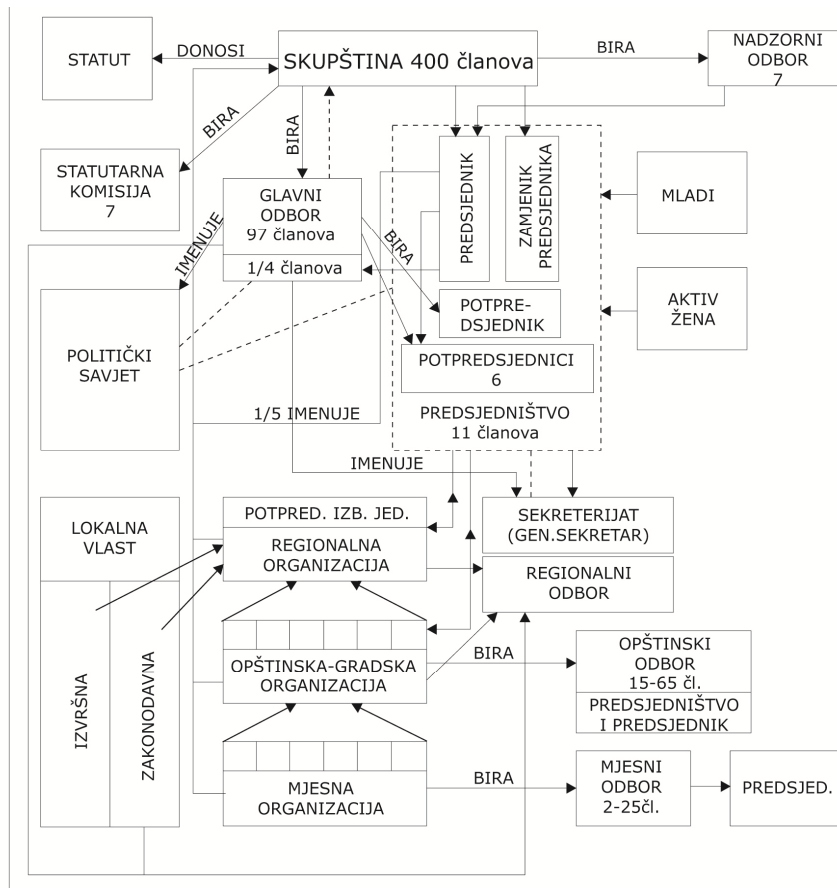 STATUT
DONOSI
SKUPŠTINA 400 članova
BIRA
NADZORNI
ODBOR
7
BIRA
BIRA
STATUTARNA
KOMISIJA
7
GLAVNI
ODBOR
97 članova
1/4 članova
IMENUJE
BIRA
PREDSJEDNIK
ZAMJENIK
PREDSJEDNIKA
MLADI
AKTIV
ŽENA
POTPRE-
DSJEDNIK
POTPREDSJEDNICI
6
PREDSJEDNIŠTVO
11 članova
POLITIČKI
SAVJET
1/5 IMENUJE
IMENUJE
LOKALNA
VLAST
IZVRŠNA
ZAKONODAVNA
POTPRED. IZB. JED.
REGIONALNA
ORGANIZACIJA
SEKRETERIJAT
(GEN.SEKRETAR)
REGIONALNI
ODBOR
OPŠTINSKA-GRADSKA
ORGANIZACIJA
BIRA
OPŠTINSKI
ODBOR
15-65 čl.
PREDSJEDNIŠTVO
I PREDSJEDNIK
MJESNA
ORGANIZACIJA
BIRA
MJESNI
ODBOR
2-25čl.
PREDSJED.